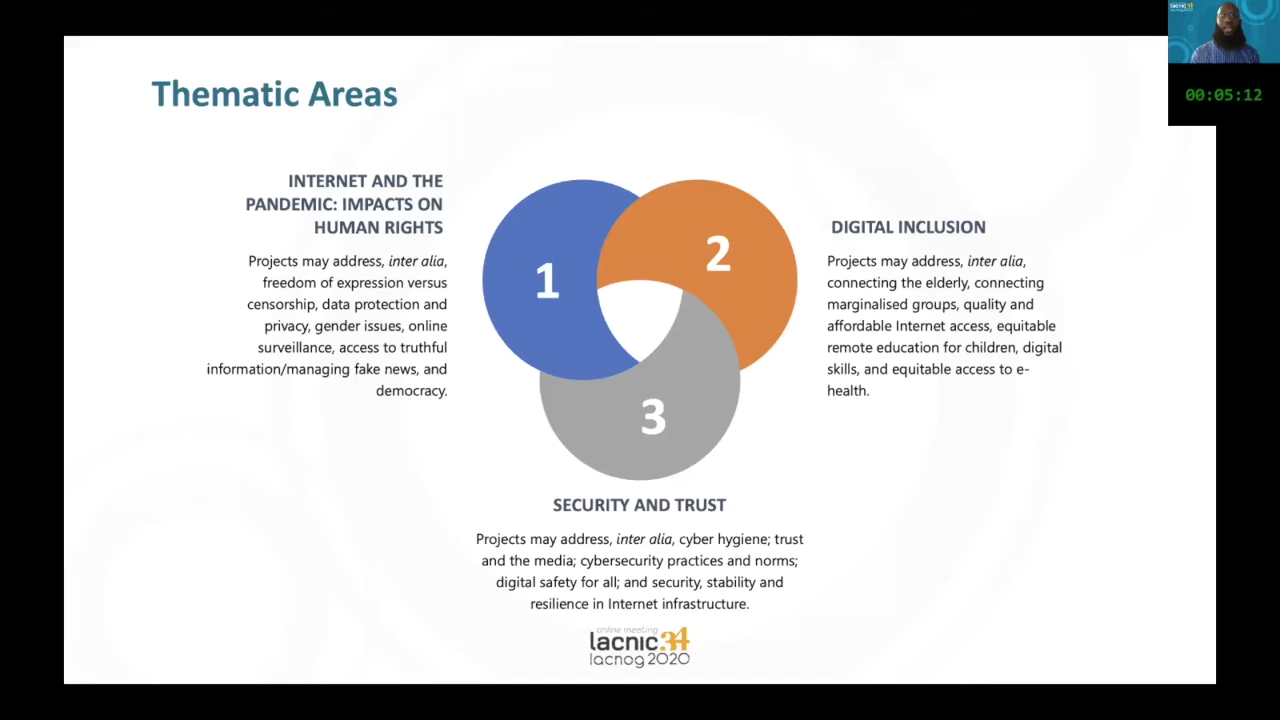 Thematic Areas
INTERNET AND THE
PANDEMIC: IMPACTS ON
HUMAN RIGHTS
Projects may address, inter alia,
freedom of expression versus
censorship, data protection and
privacy, gender issues, online
surveillance, access to truthful
information/managing fake news, and
democracy.
1
2
3
DIGITAL INCLUSION
Projects may address, inter alia,
connecting the elderly, connecting
marginalised groups, quality and
affordable Internet access, equitable
remote education for children, digital
skills, and equitable access to e-
health.
SECURITY AND TRUST
Projects may address, inter alia, cyber hygiene; trust
and the media; cybersecurity practices and norms;
digital safety for all; and security, stability and
resilience in Internet infrastructure.
online meeting
lacnic34
lacnog2020
lacnic34
lacnog2020
00:05:12